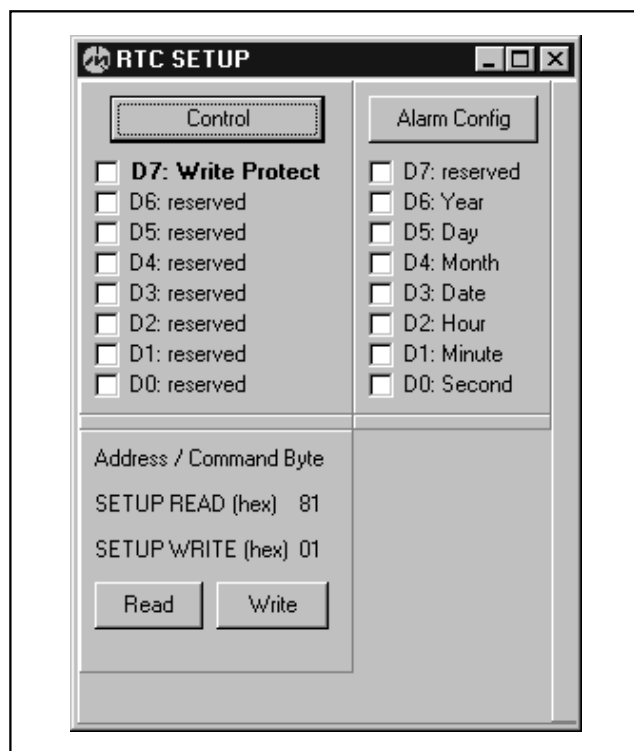 RTC SETUP
Control
D7: Write Protect
D6: reserved
D5: reserved
D4: reserved
D3: reserved
D2: reserved
D1: reserved
D0: reserved
Alarm Config
D7: reserved
D6: Year
D5: Day
D4: Month
D3: Date
D2: Hour
D1: Minute
D0: Second
Address / Command Byte
SETUP READ (hex) 81
SETUP WRITE (hex) 01
Read Write